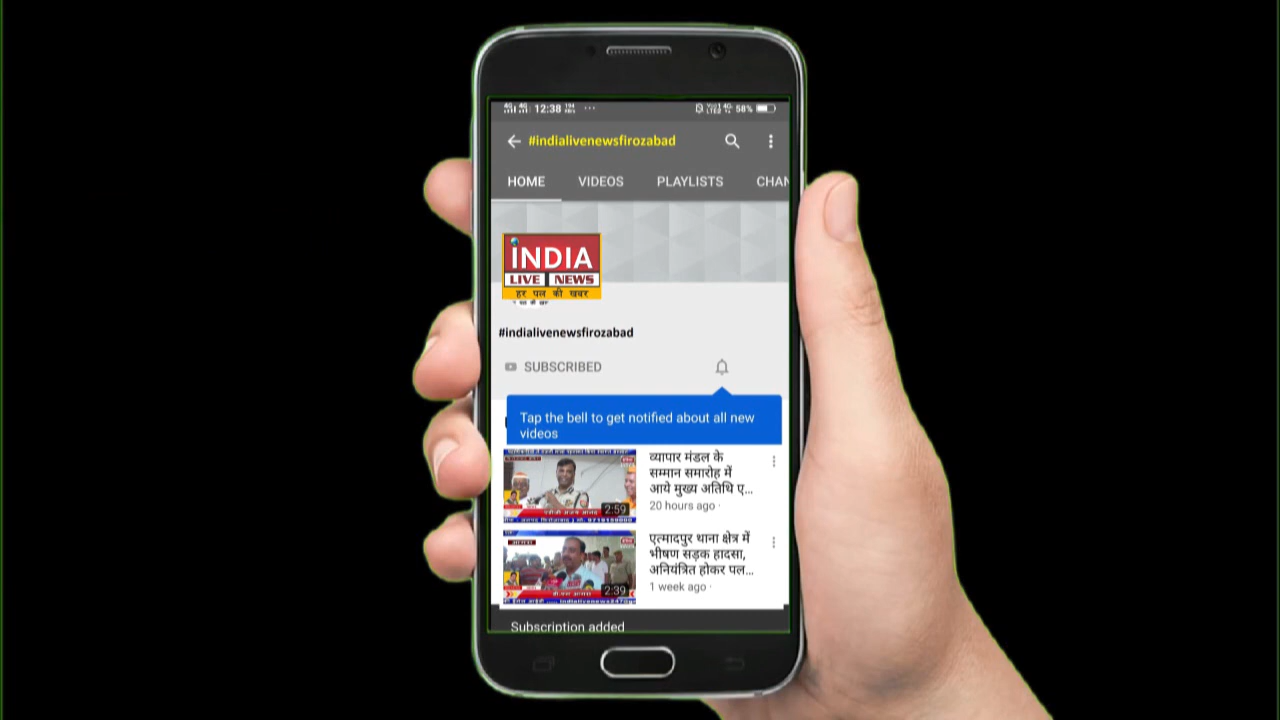 12:38
58%
#indialivenewsfirozabad
HOME VIDEOS PLAYLISTS CHAN
INDIA
LIVE NEWS
हर पल की खबर
#indialivenewsfirozabad
SUBSCRIBED
Tap the bell to get notified about all new
videos
व्यापार मंडल के
सम्मान समारोह में
आये मुख्य अतिथि ए...
20 hours ago ·
2:59
एत्मादपुर थाना क्षेत्र में
भीषण सड़क हादसा,
अनियंत्रित होकर पल...
1 week ago ·
2:39
Subscription added